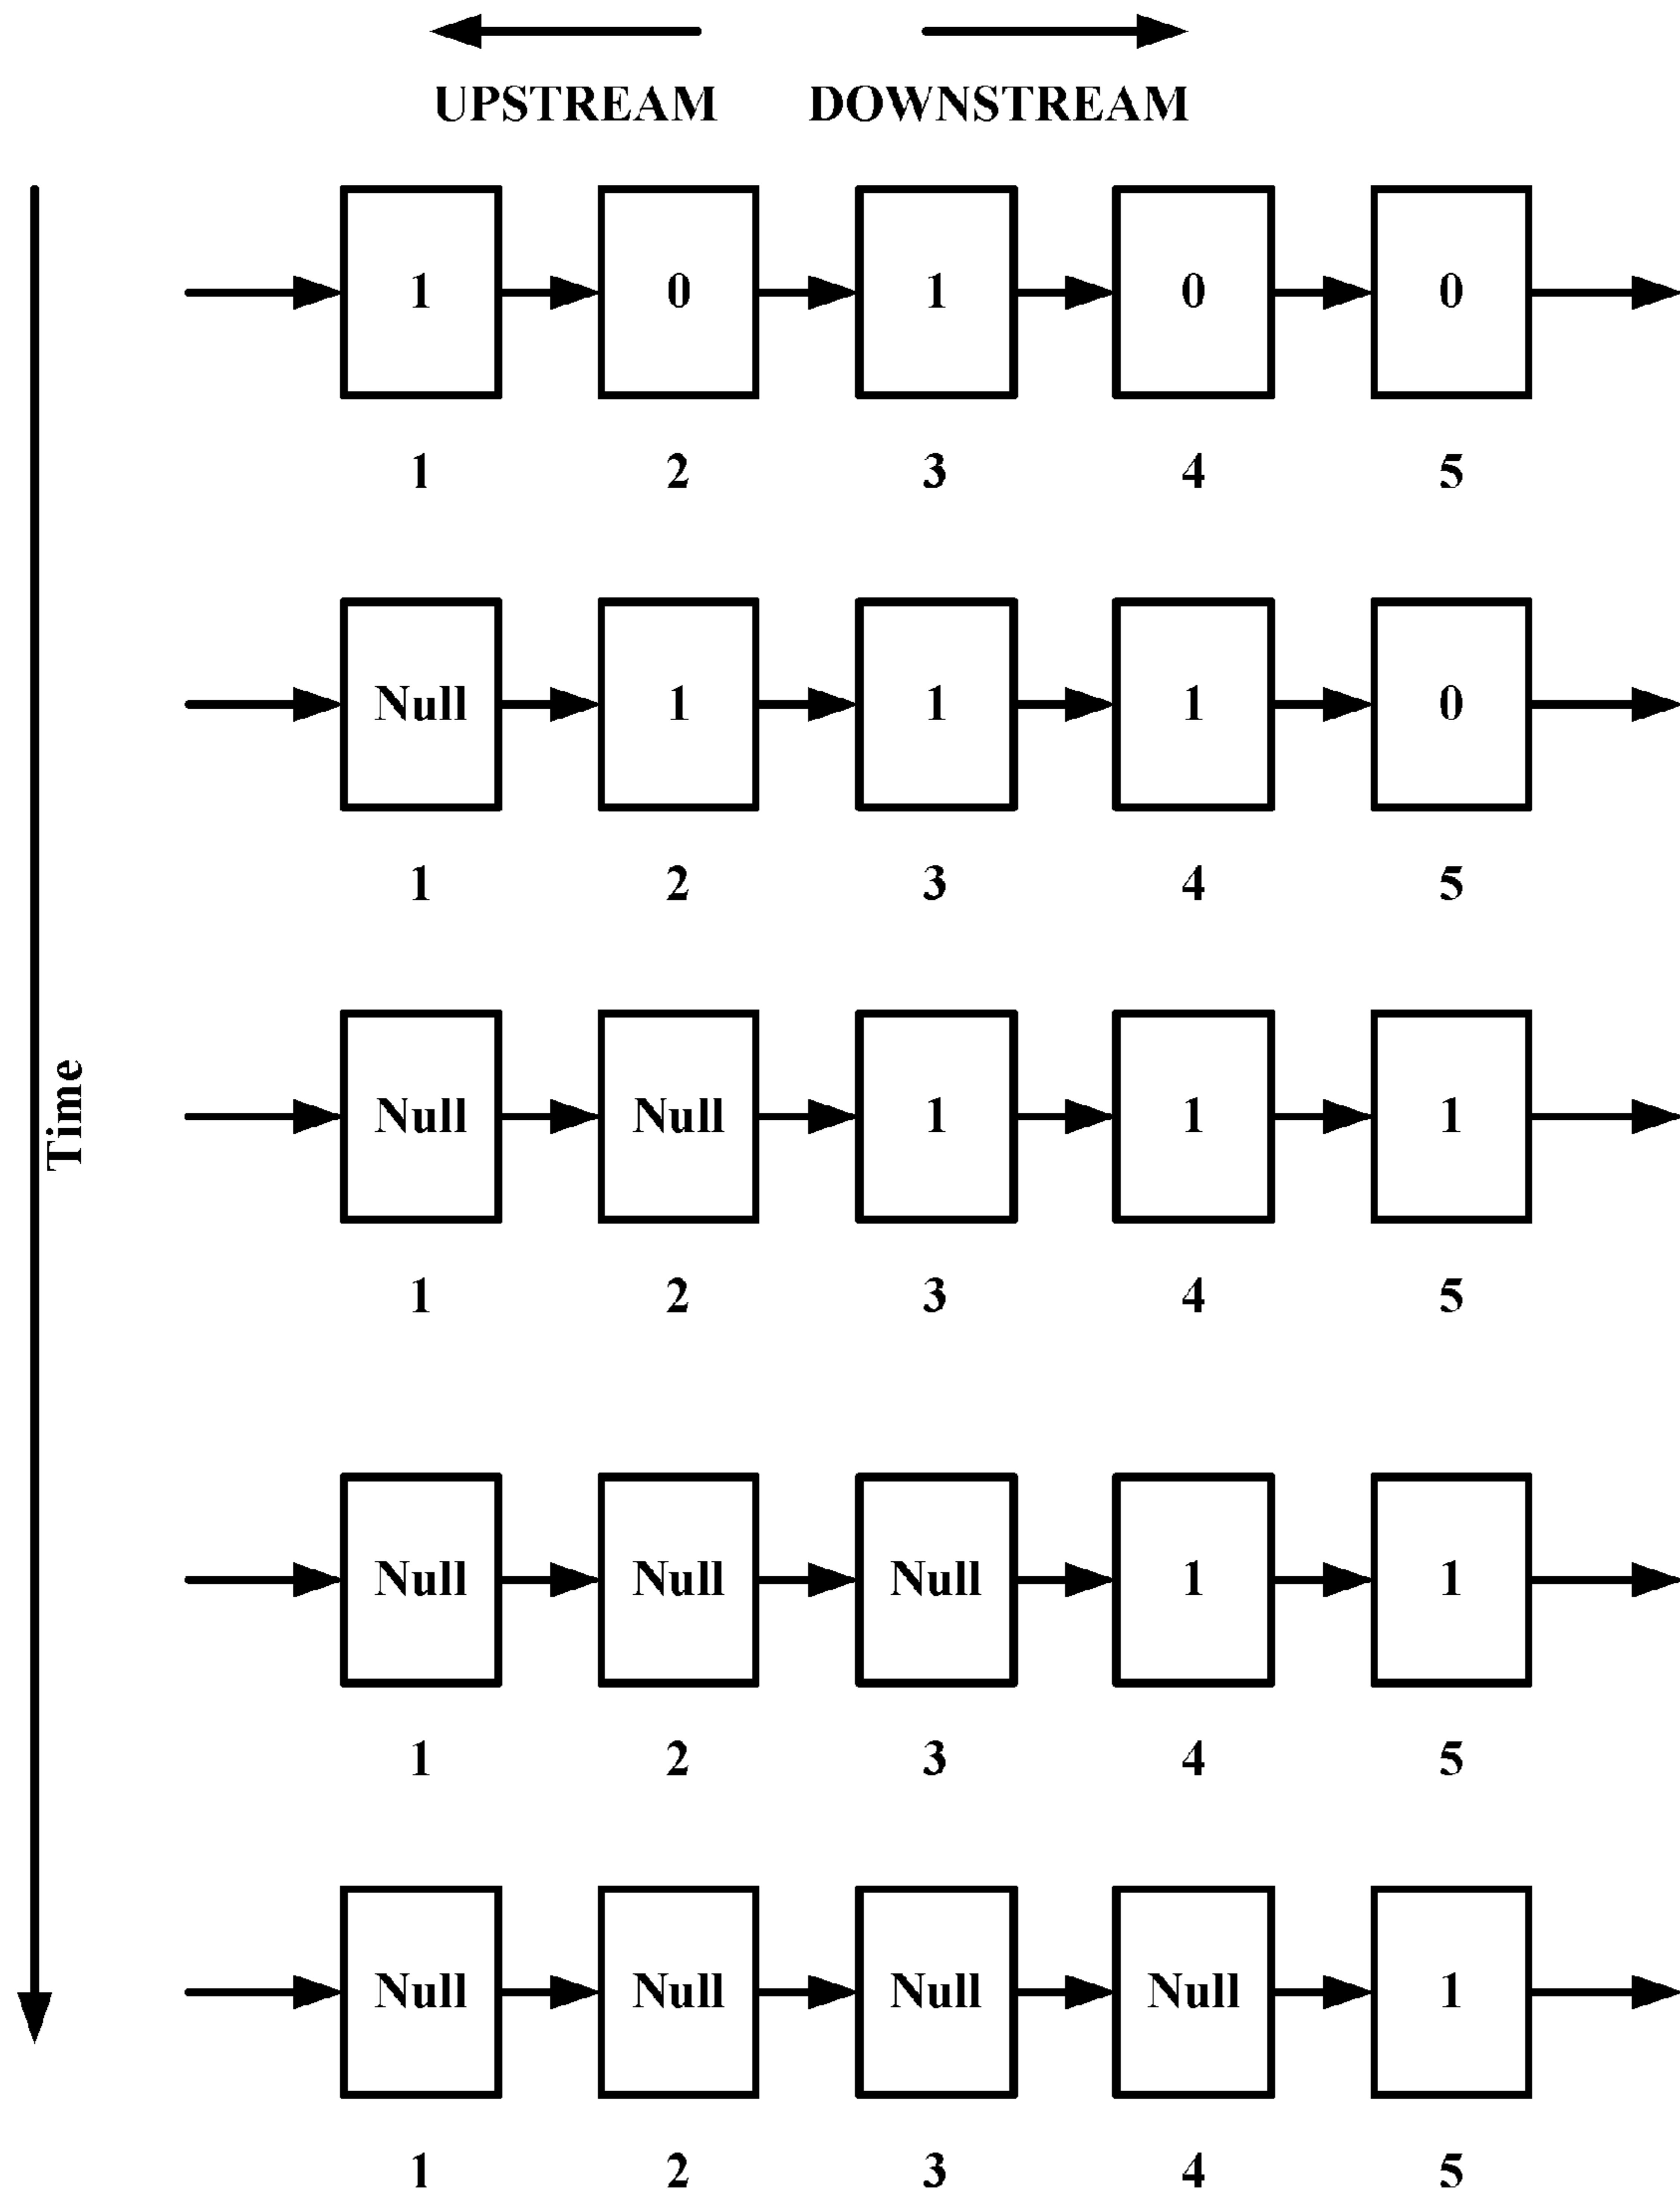 UPSTREAM DOWNSTREAM
1 0 1 0 0
1 2 3 4 5
Null 1 1 1 0
1 2 3 4 5
Time
Null Null 1 1 1
1 2 3 4 5
Null Null Null 1 1
1 2 3 4 5
Null Null Null Null 1
1 2 3 4 5